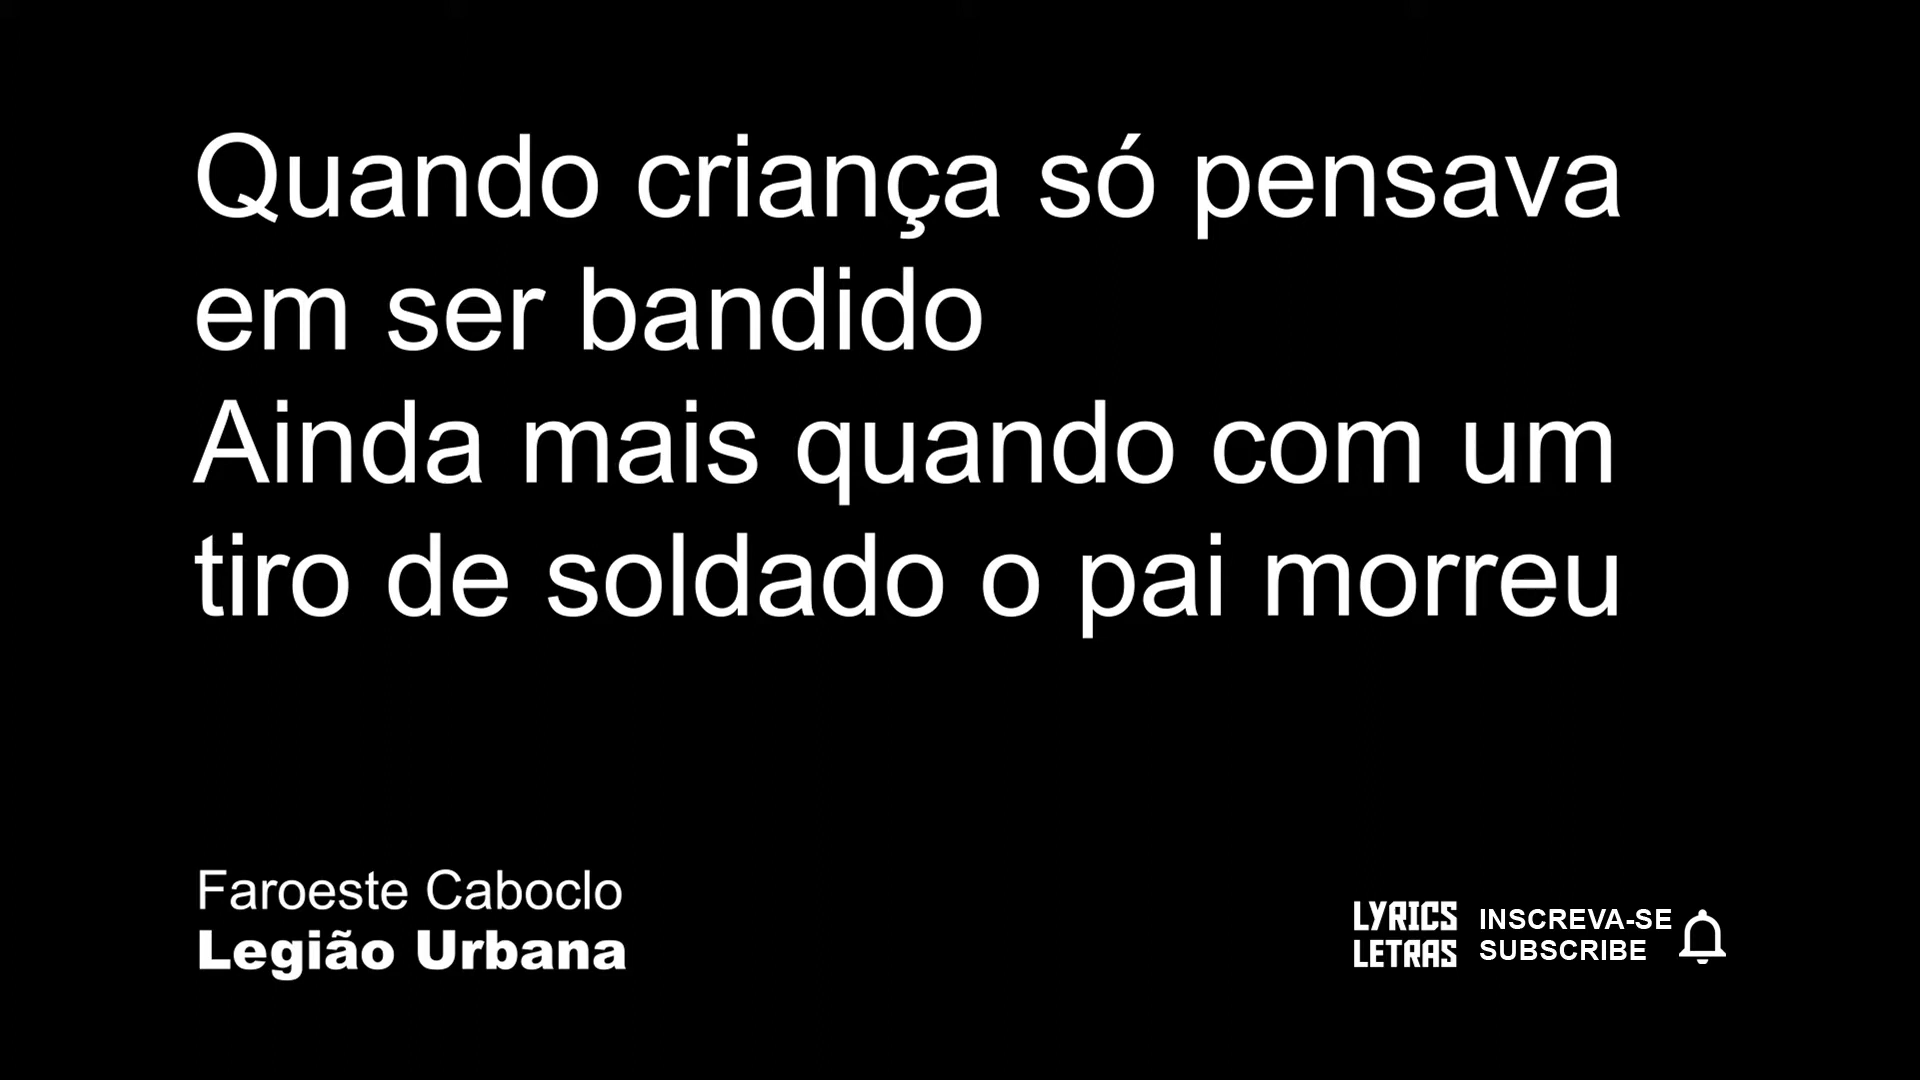 Quando criança só pensava
em ser bandido
Ainda mais quando com um
tiro de soldado o pai morreu
Faroeste Caboclo
Legião Urbana
LYRICS
LETRAS
INSCREVA-SE
SUBSCRIBE